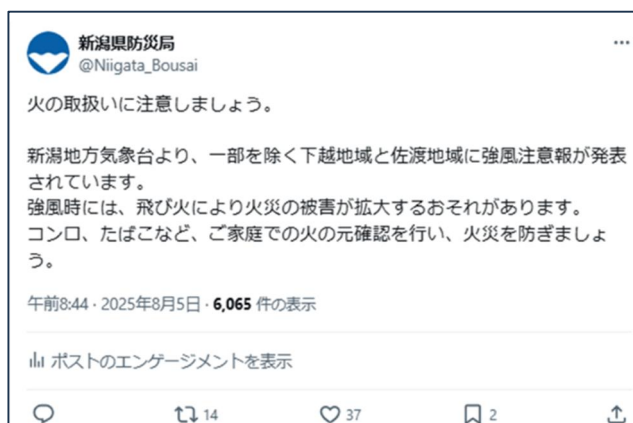 新潟県防災局
@Niigata_Bousai
火の取扱いに注意しましょう。
新潟地方気象台より、一部を除く下越地域と佐渡地域に強風注意報が発表
されています。
強風時には、飛び火により火災の被害が拡大するおそれがあります。
コンロ、たばこなど、ご家庭での火の元確認を行い、火災を防ぎましょ
う。
午前8:44 · 2025年8月5日 · 6,065 件の表示
ポストのエンゲージメントを表示
14 37 2